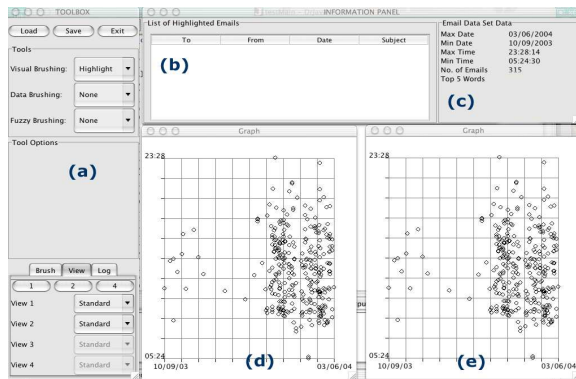 TOOLBOX
Load Save Exit
Tools
Visual Brushing: Highlight
Data Brushing: None
Fuzzy Brushing: None
Tool Options
(a)
Brush View Log
1 2 4
View 1 Standard
View 2 Standard
View 3 Standard
View 4 Standard
INFORMATION PANEL
List of Highlighted Emails
To From Date Subject
(b)
Email Data Set Data
Max Date 03/06/2004
Min Date 10/09/2003
Max Time 23:28:14
Min Time 05:24:30
No. of Emails 315
Top 5 Words
(c)
Graph
23:28
05:24
10/09/03 03/06/04
(d)
Graph
23:28
05:24
10/09/03 03/06/04
(e)